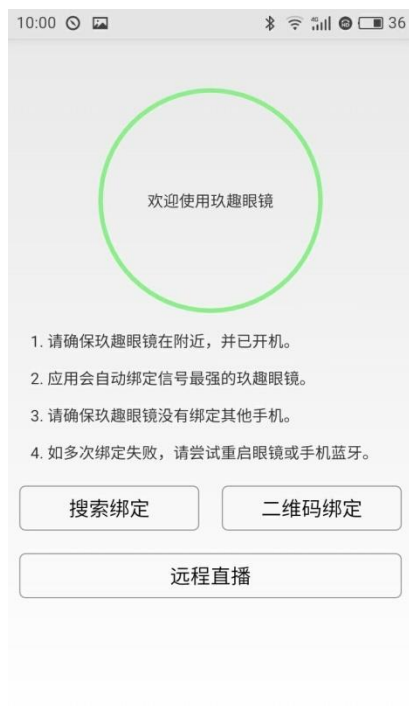 10:00
36
欢迎使用玖趣眼镜
1. 请确保玖趣眼镜在附近，并已开机。
2. 应用会自动绑定信号最强的玖趣眼镜。
3. 请确保玖趣眼镜没有绑定其他手机。
4. 如多次绑定失败，请尝试重启眼镜或手机蓝牙。
搜索绑定
二维码绑定
远程直播